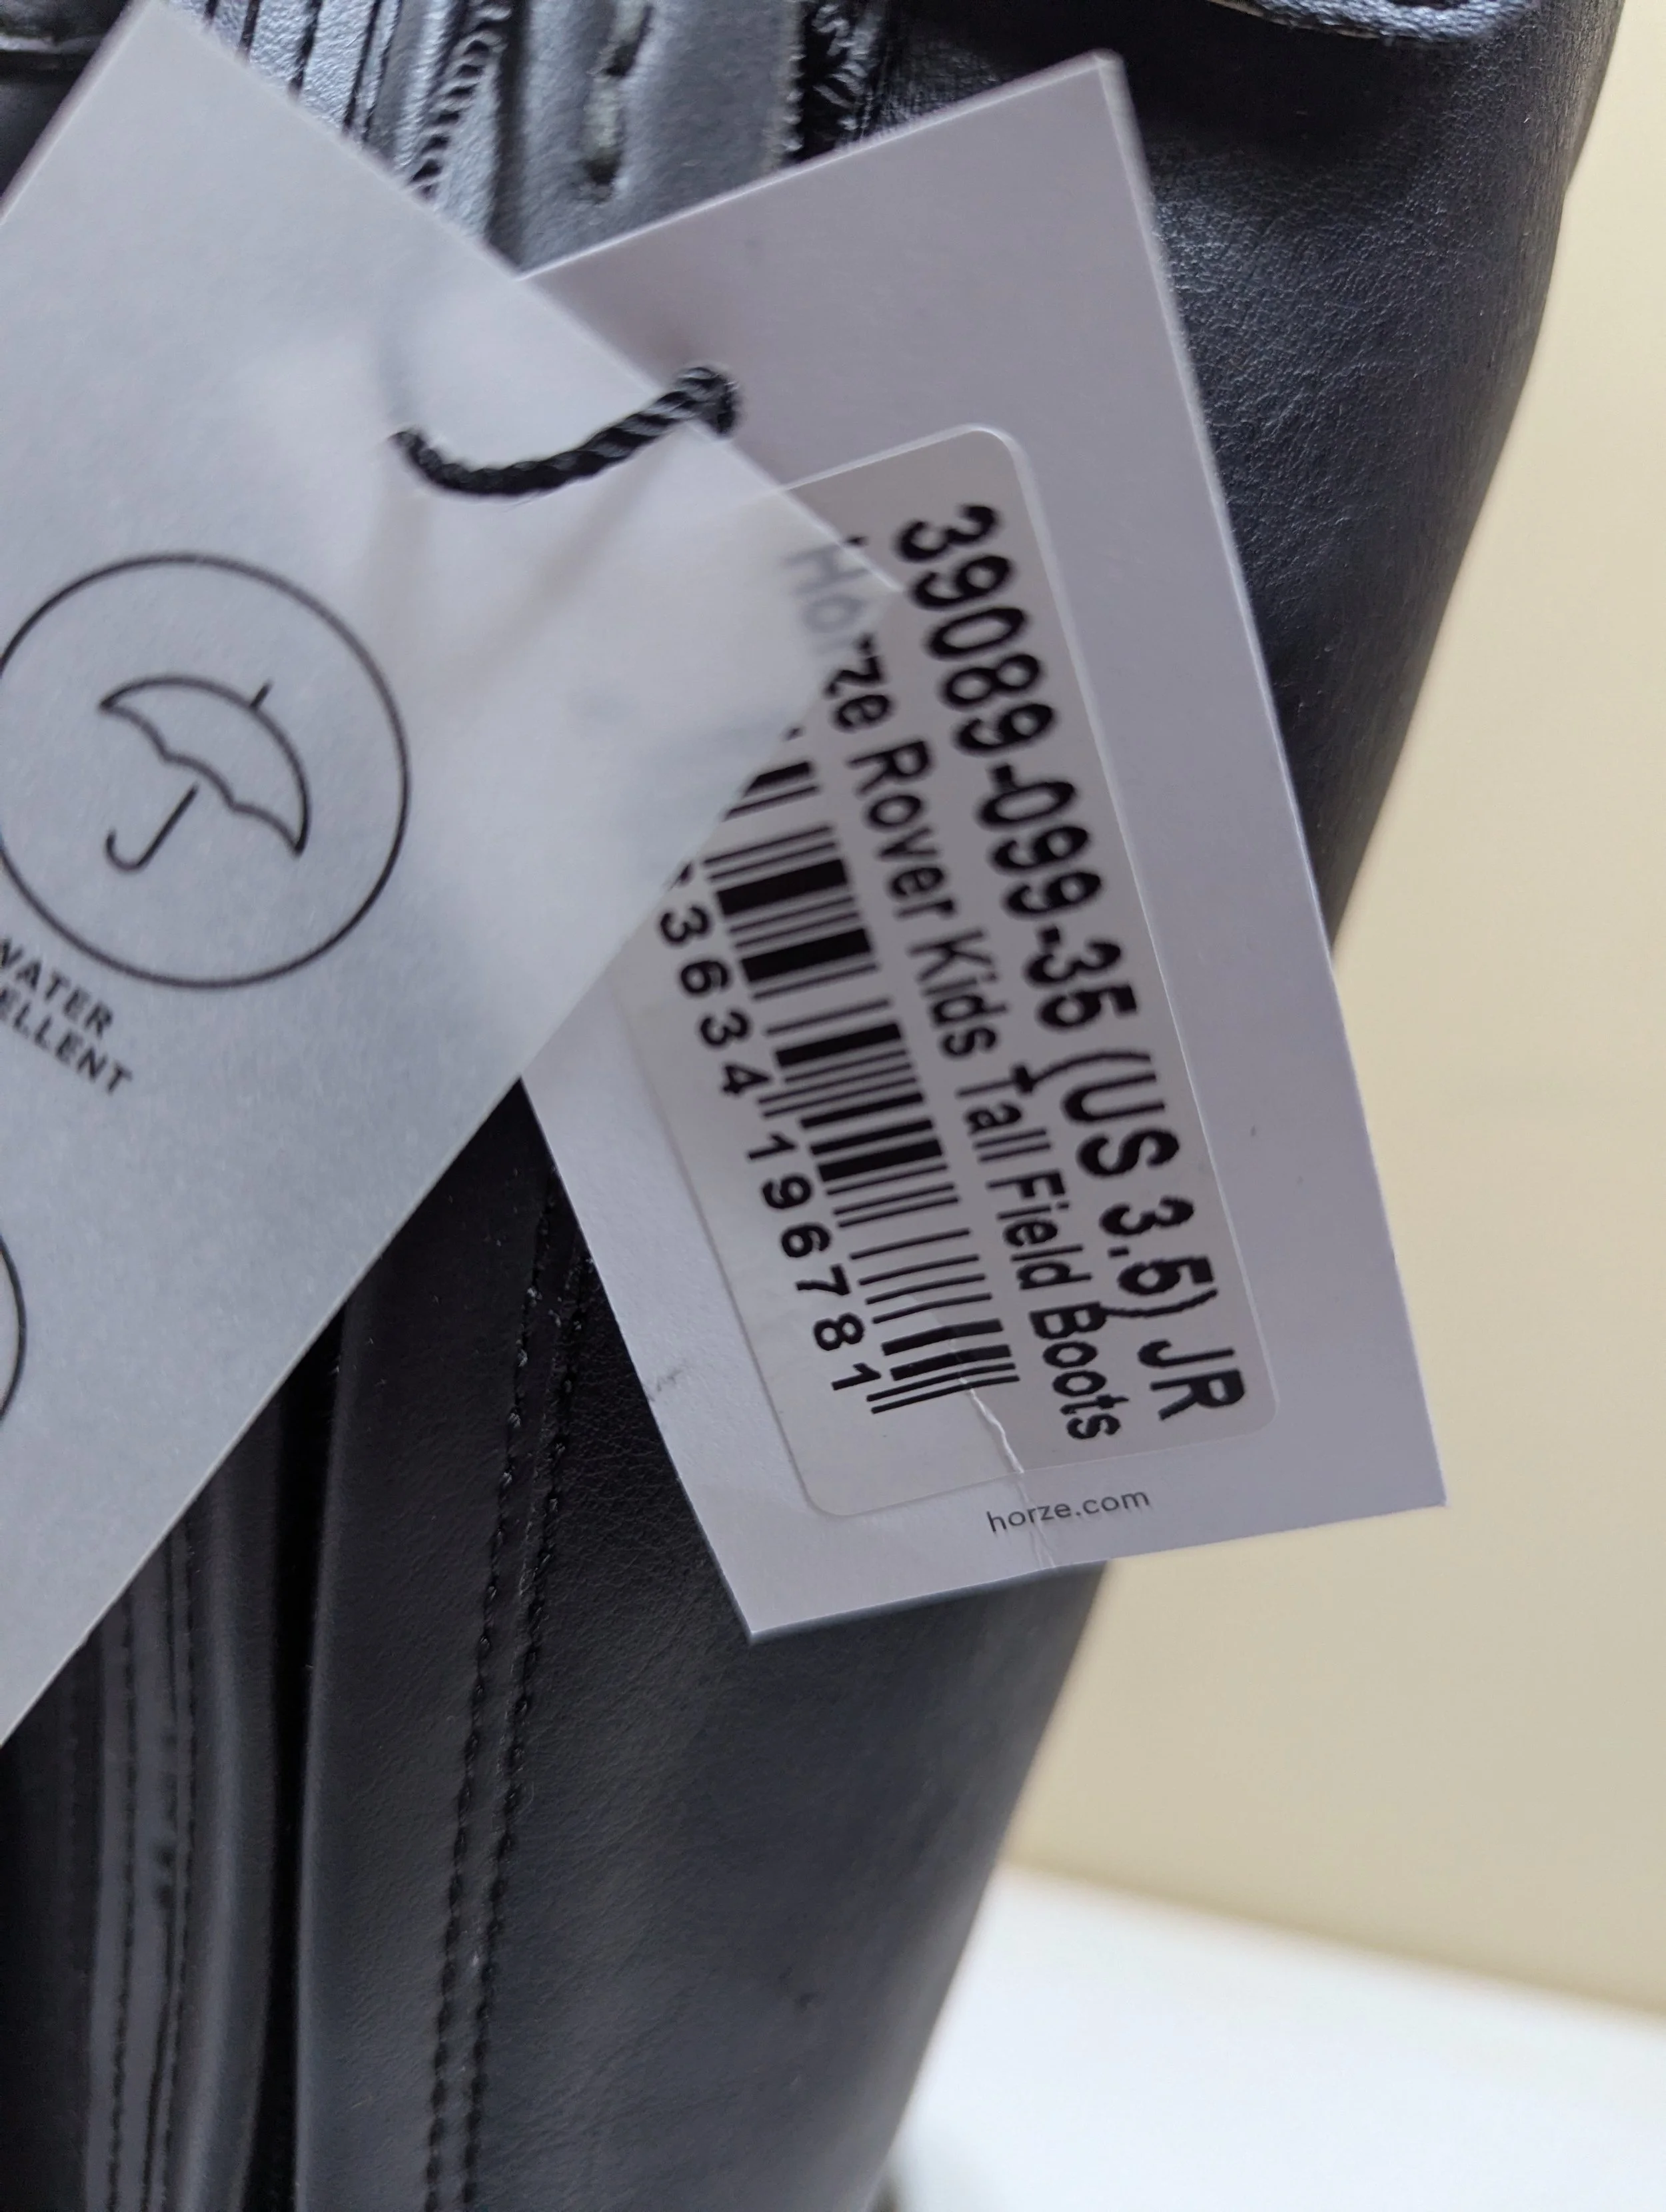 39089-099-35 (US 3.5) JR
Horze Rover Kids Tall Field Boots
3634196781
horze.com
WATER
ELLENT